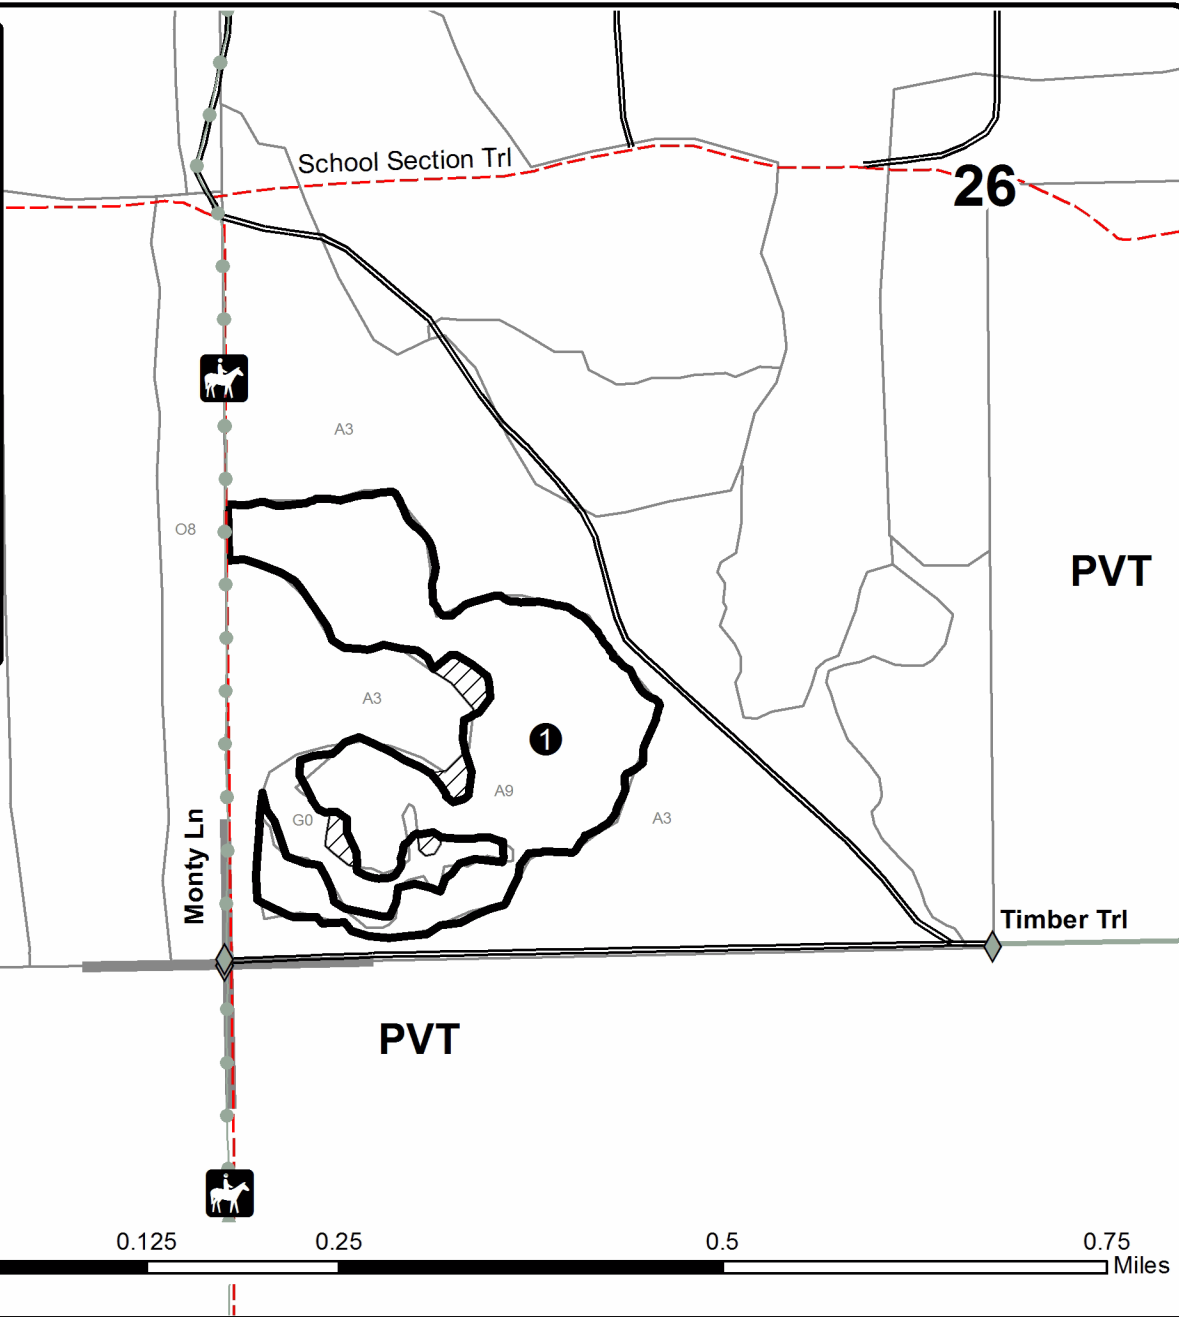 School Section Trl
26
A3
O8
PVT
A3
1
A9
G0
A3
Monty Ln
Timber Trl
PVT
0.125 0.25 0.5 0.75
Miles